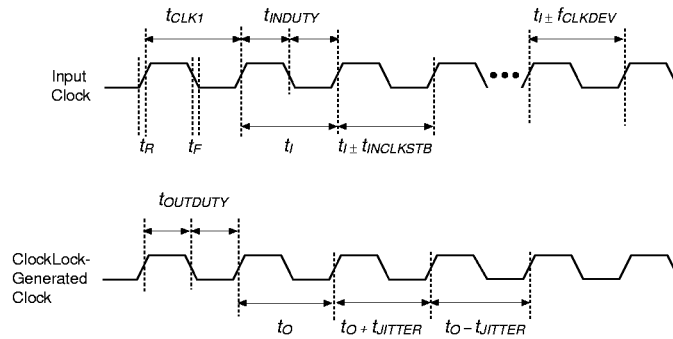 tCLK1 tINDUTY tI ± fCLKDEV
Input
Clock
tR tF tI tI ± tINCLKSTB
tOUTDUTY
ClockLock-
Generated
Clock
tO tO + tJITTER tO – tJITTER